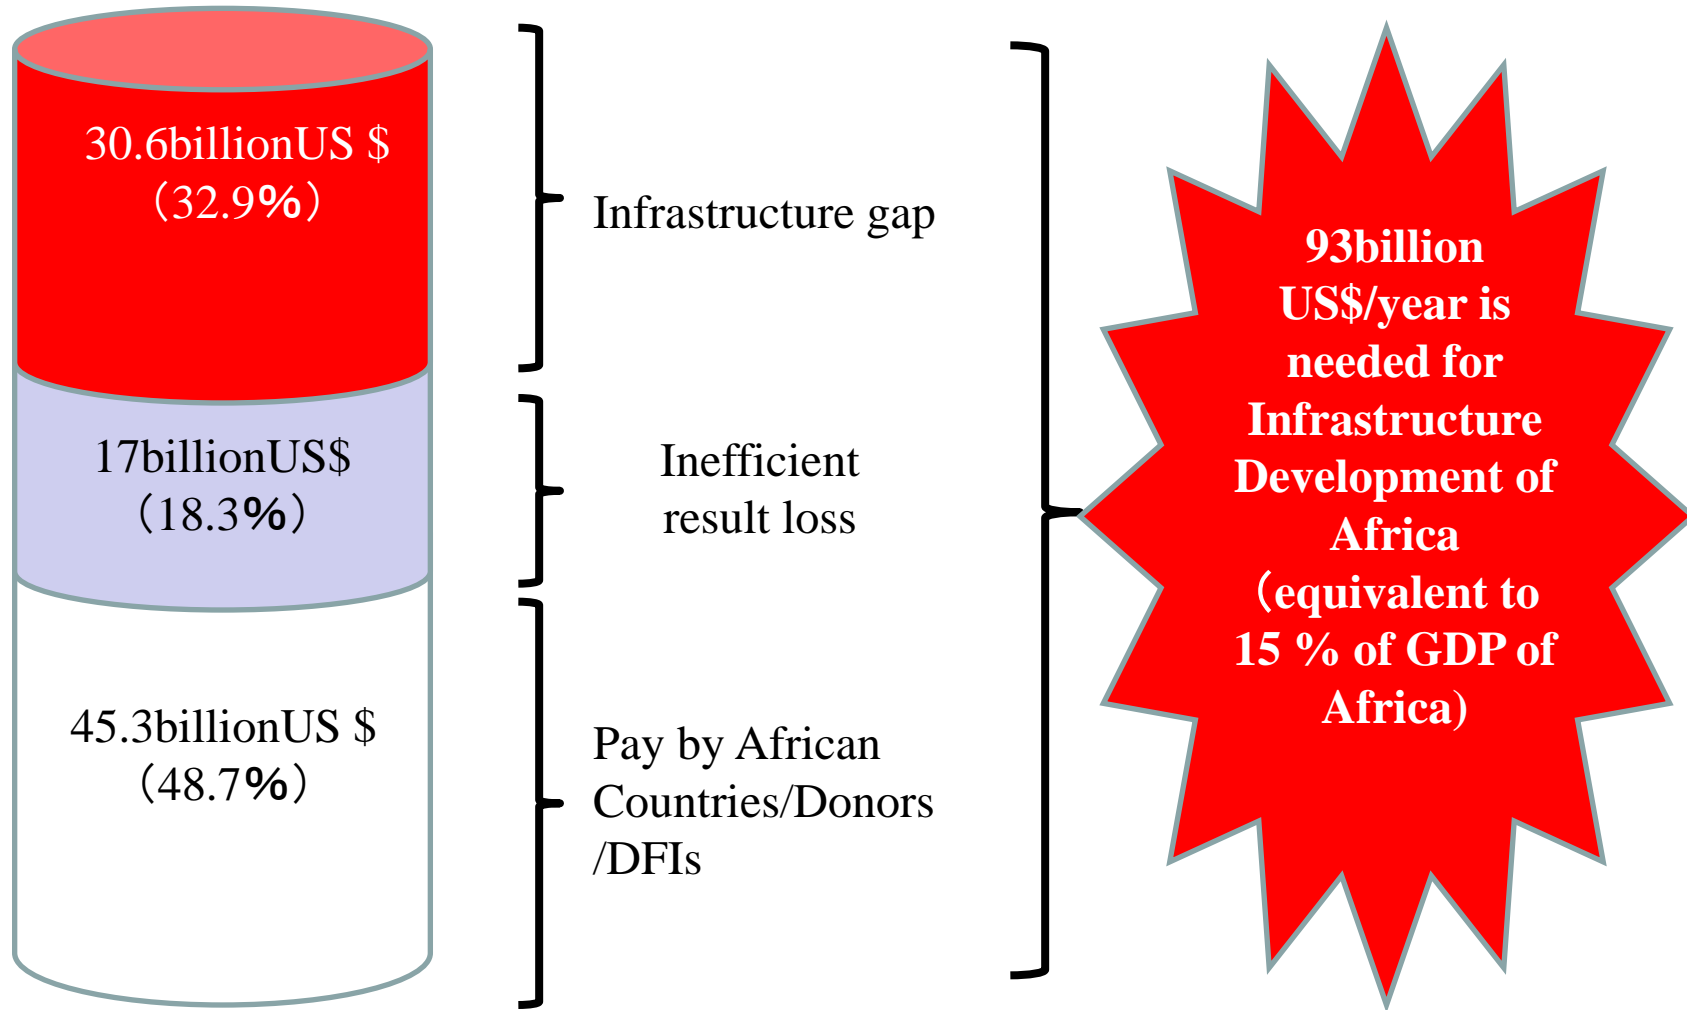 30.6billionUS $
（32.9％）
Infrastructure gap
17billionUS$
（18.3％）
Inefficient
result loss
45.3billionUS $
（48.7％）
Pay by African
Countries/Donors
/DFIs
93billion
US$/year is
needed for
Infrastructure
Development of
Africa
（equivalent to
15 % of GDP of
Africa)